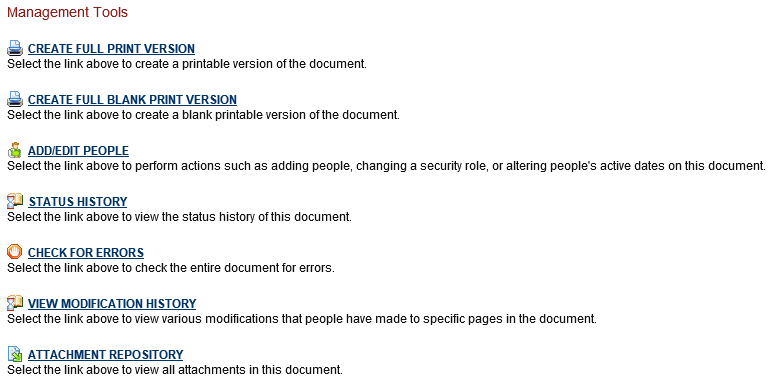 Management Tools
CREATE FULL PRINT VERSION
Select the link above to create a printable version of the document.
CREATE FULL BLANK PRINT VERSION
Select the link above to create a blank printable version of the document.
ADD/EDIT PEOPLE
Select the link above to perform actions such as adding people, changing a security role, or altering people's active dates on this document.
STATUS HISTORY
Select the link above to view the status history of this document.
CHECK FOR ERRORS
Select the link above to check the entire document for errors.
VIEW MODIFICATION HISTORY
Select the link above to view various modifications that people have made to specific pages in the document.
ATTACHMENT REPOSITORY
Select the link above to view all attachments in this document.